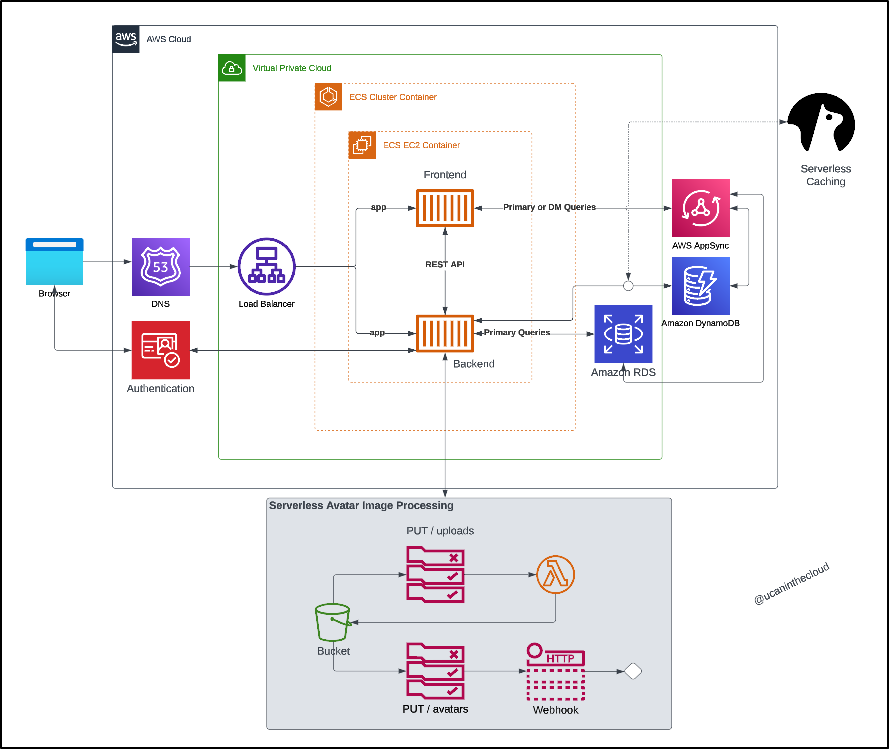 aws
AWS Cloud
Virtual Private Cloud
ECS Cluster Container
ECS EC2 Container
Frontend
Serverless
Caching
app
Primary or DM Queries
AWS AppSync
REST API
53
Browser
DNS
Load Balancer
Amazon DynamoDB
app
Primary Queries
Backend
Amazon RDS
Authentication
Serverless Avatar Image Processing
PUT / uploads
@ucaninthecloud
Bucket
HTTP
PUT / avatars
Webhook